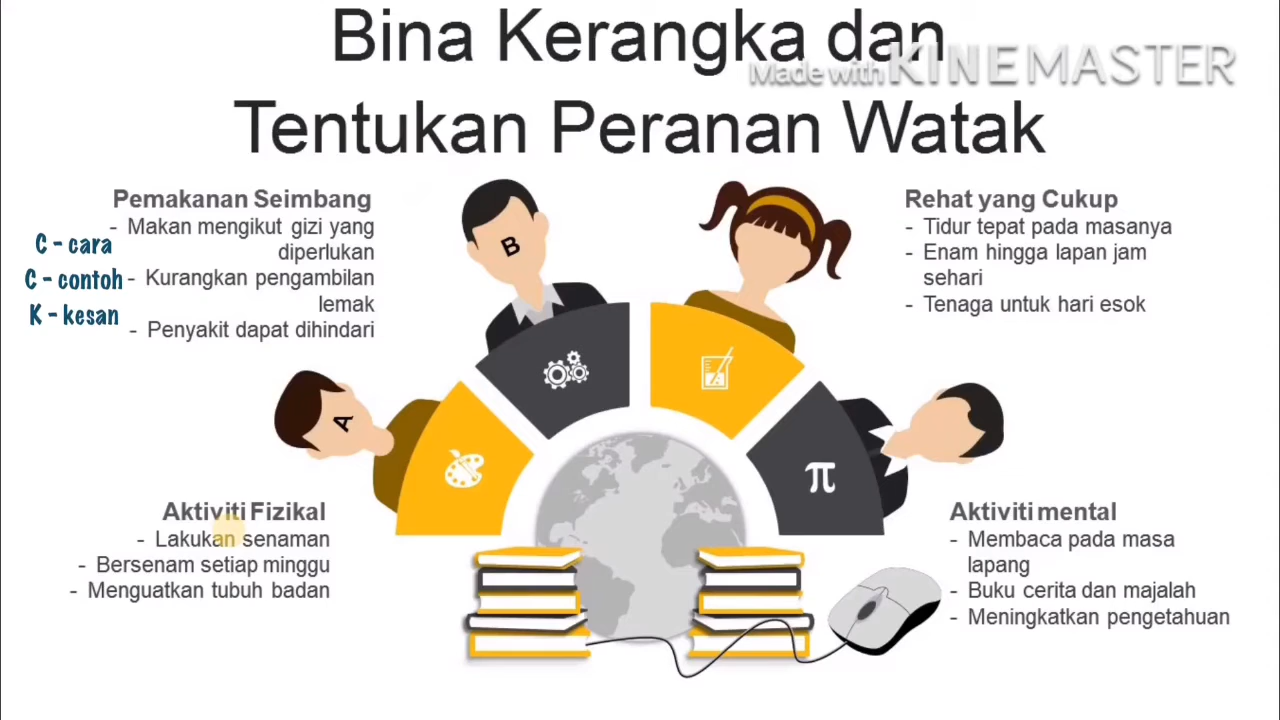 Bina Kerangka dan
Made with KINEMASTER
Tentukan Peranan Watak
Pemakanan Seimbang
- Makan mengikut gizi yang
diperlukan
- Kurangkan pengambilan
lemak
- Penyakit dapat dihindari
C - cara
C - contoh
K - kesan
B
Rehat yang Cukup
- Tidur tepat pada masanya
- Enam hingga lapan jam
sehari
- Tenaga untuk hari esok
A
π
Aktiviti Fizikal
- Lakukan senaman
- Bersenam setiap minggu
- Menguatkan tubuh badan
Aktiviti mental
- Membaca pada masa
lapang
- Buku cerita dan majalah
- Meningkatkan pengetahuan